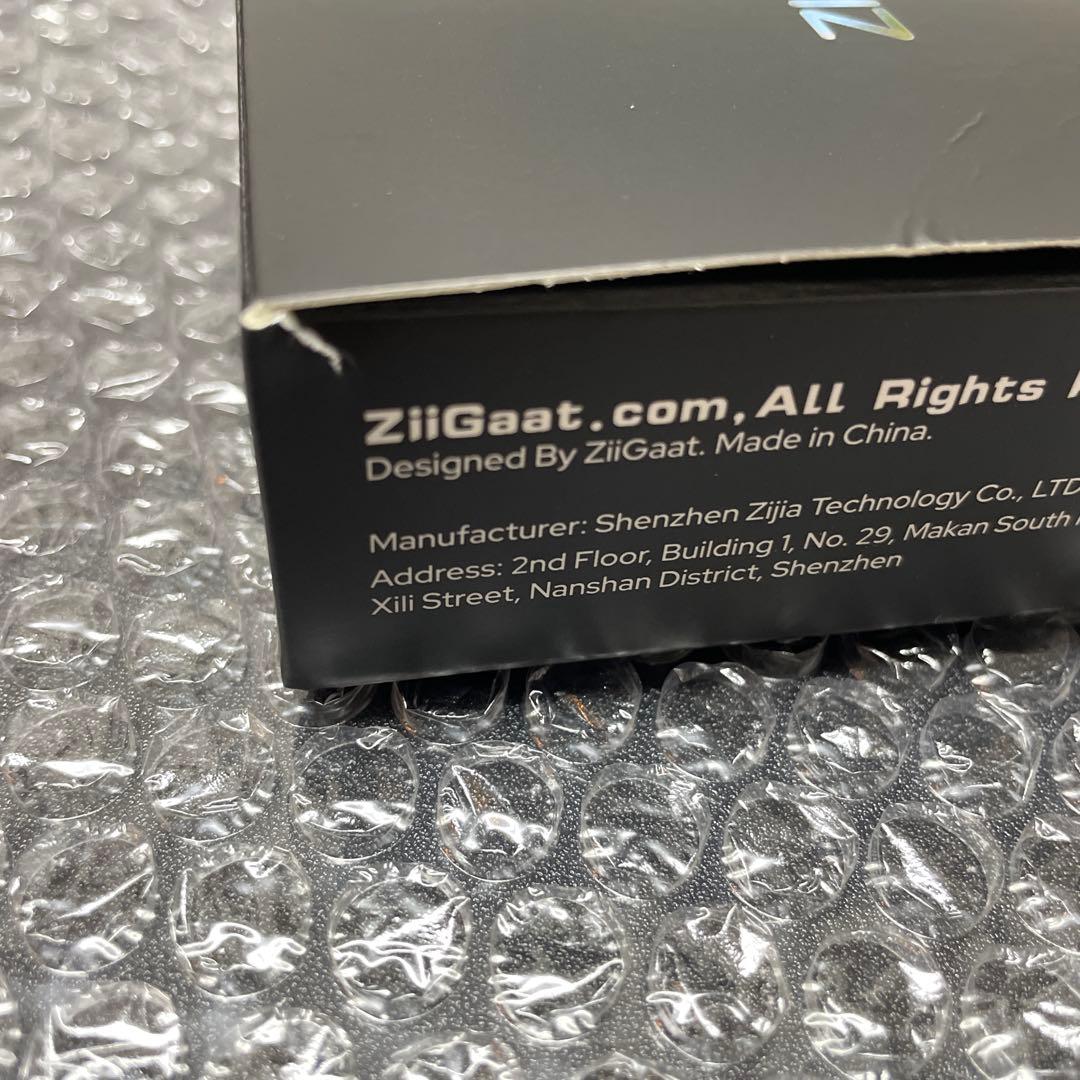 ZiiGaat.com, ALL Rights
Designed By ZiiGaat. Made in China.
Manufacturer: Shenzhen Zijia Technology Co., LTD
Address: 2nd Floor, Building 1, No. 29, Makan South
Xili Street, Nanshan District, Shenzhen